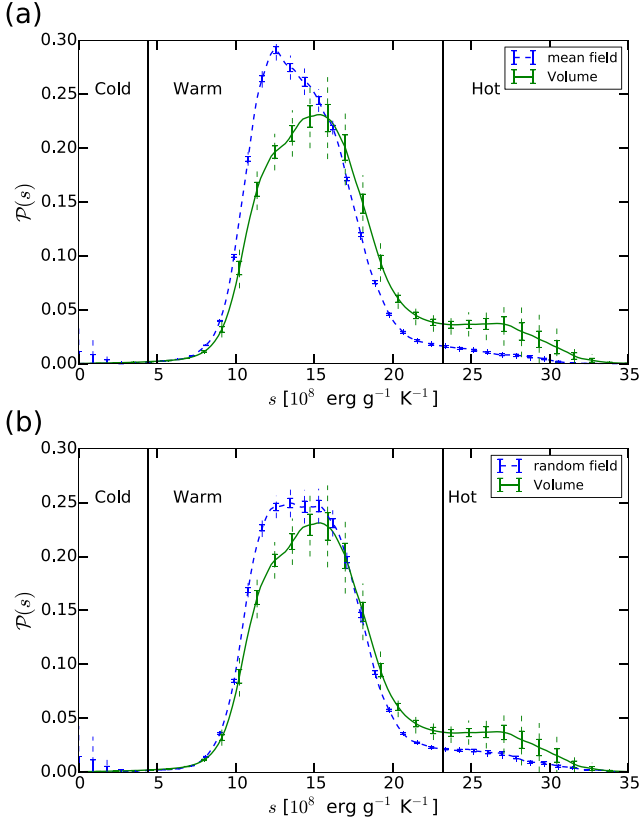 (a)
0.30
0.25
0.20
0.15
0.10
0.05
0.00
𝒫(s)
Cold
Warm
Hot
mean field
Volume
0 5 10 15 20 25 30 35
s [10⁸ erg g⁻¹ K⁻¹]
(b)
0.30
0.25
0.20
0.15
0.10
0.05
0.00
𝒫(s)
Cold
Warm
Hot
random field
Volume
0 5 10 15 20 25 30 35
s [10⁸ erg g⁻¹ K⁻¹]